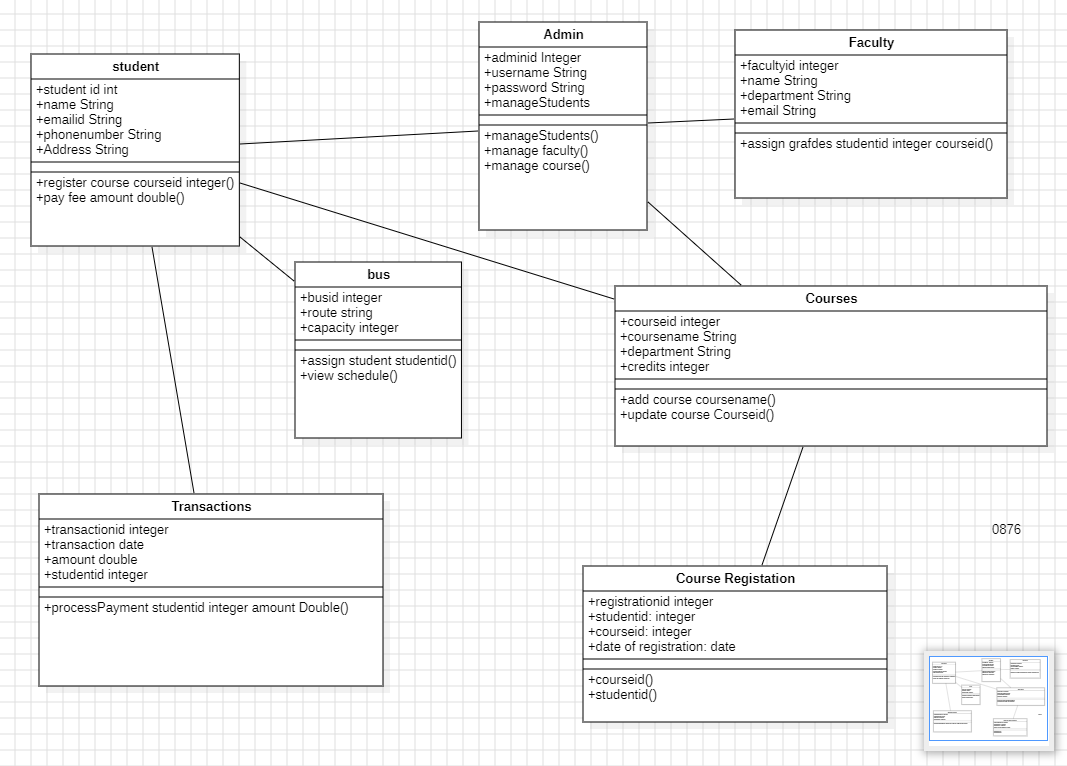 student
+student id int
+name String
+emailid String
+phonenumber String
+Address String
+register course courseid integer()
+pay fee amount double()
Admin
+adminid Integer
+username String
+password String
+manageStudents
+manageStudents()
+manage faculty()
+manage course()
Faculty
+facultyid integer
+name String
+department String
+email String
+assign grafdes studentid integer courseid()
bus
+busid integer
+route string
+capacity integer
+assign student studentid()
+view schedule()
Courses
+courseid integer
+coursename String
+department String
+credits integer
+add course coursename()
+update course Courseid()
Transactions
+transactionid integer
+transaction date
+amount double
+studentid integer
+processPayment studentid integer amount Double()
0876
Course Registation
+registrationid integer
+studentid: integer
+courseid: integer
+date of registration: date
+courseid()
+studentid()